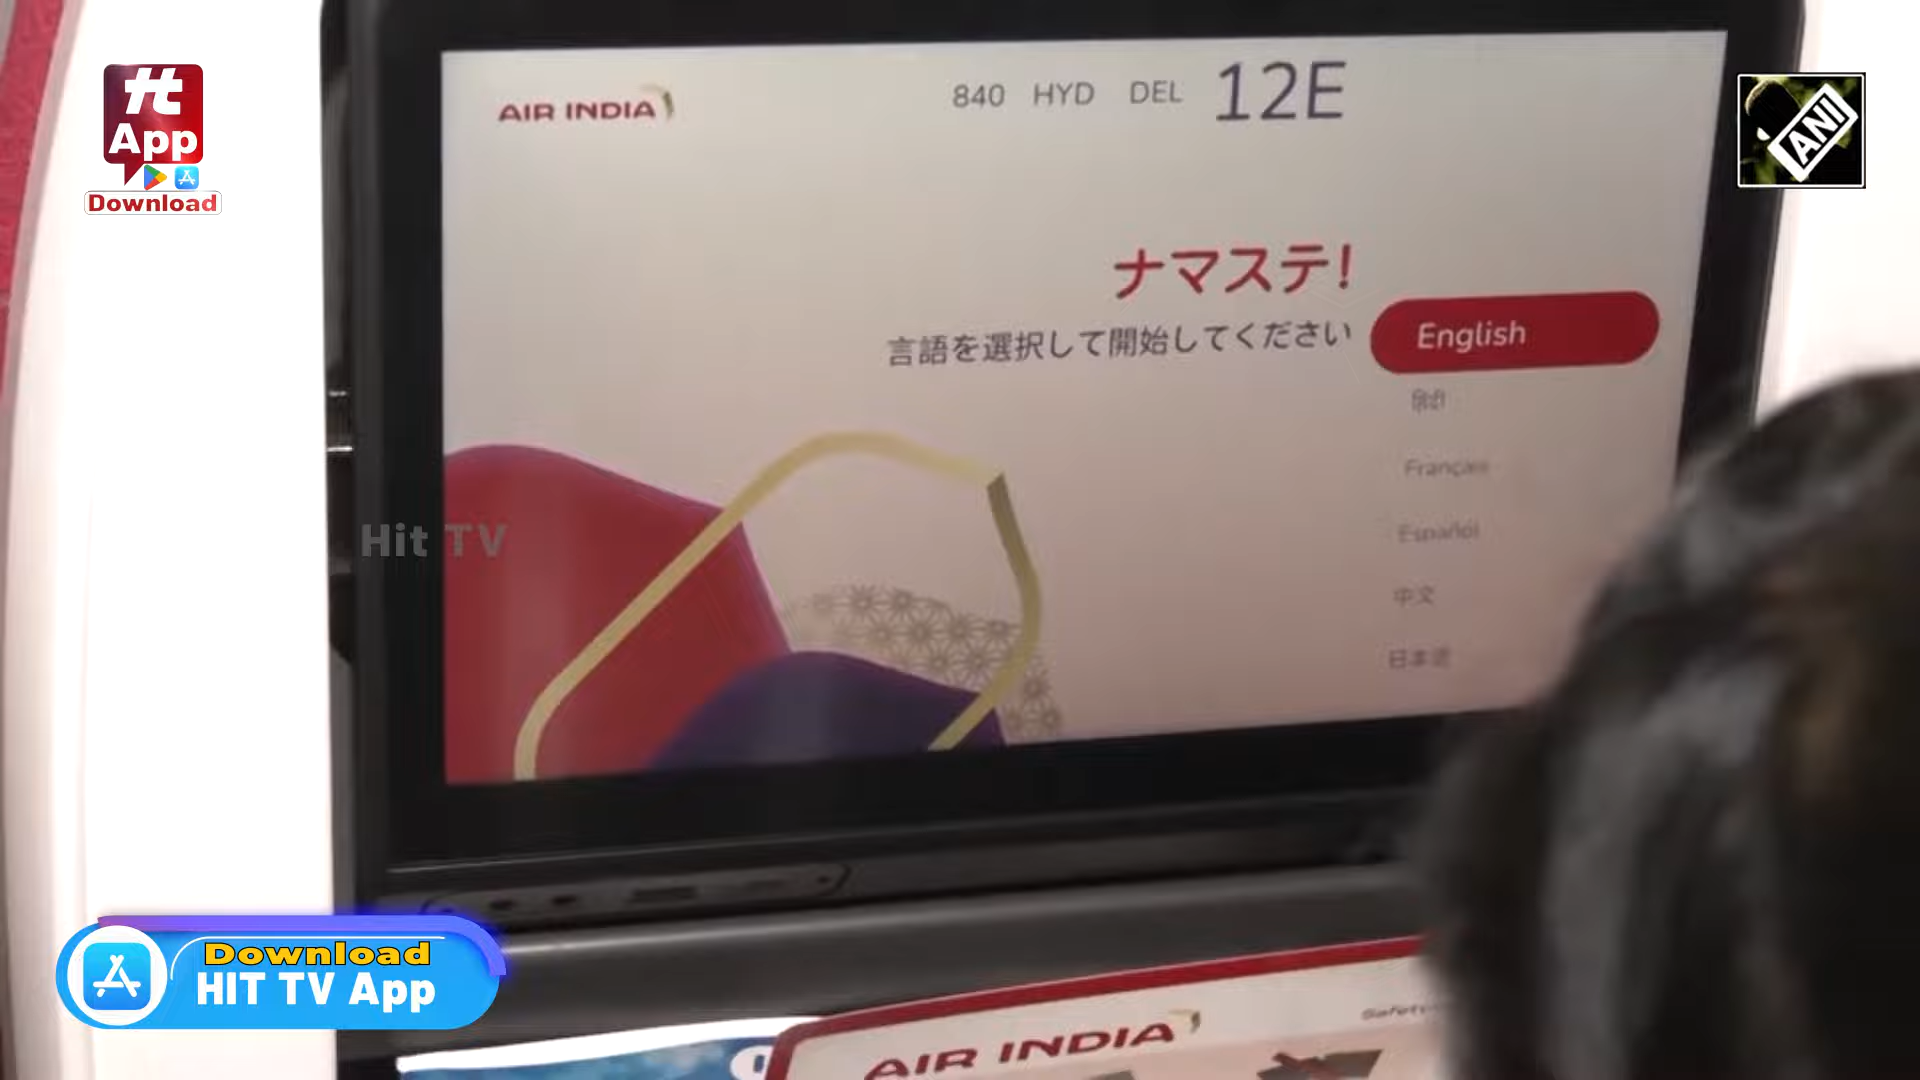 AIR INDIA
840 HYD DEL 12E
ナマステ!
言語を選択して開始してください
English
हिंदी
Français
Español
中文
日本語
App
Download
ANI
Hit TV
Download
HIT TV App
AIR INDIA